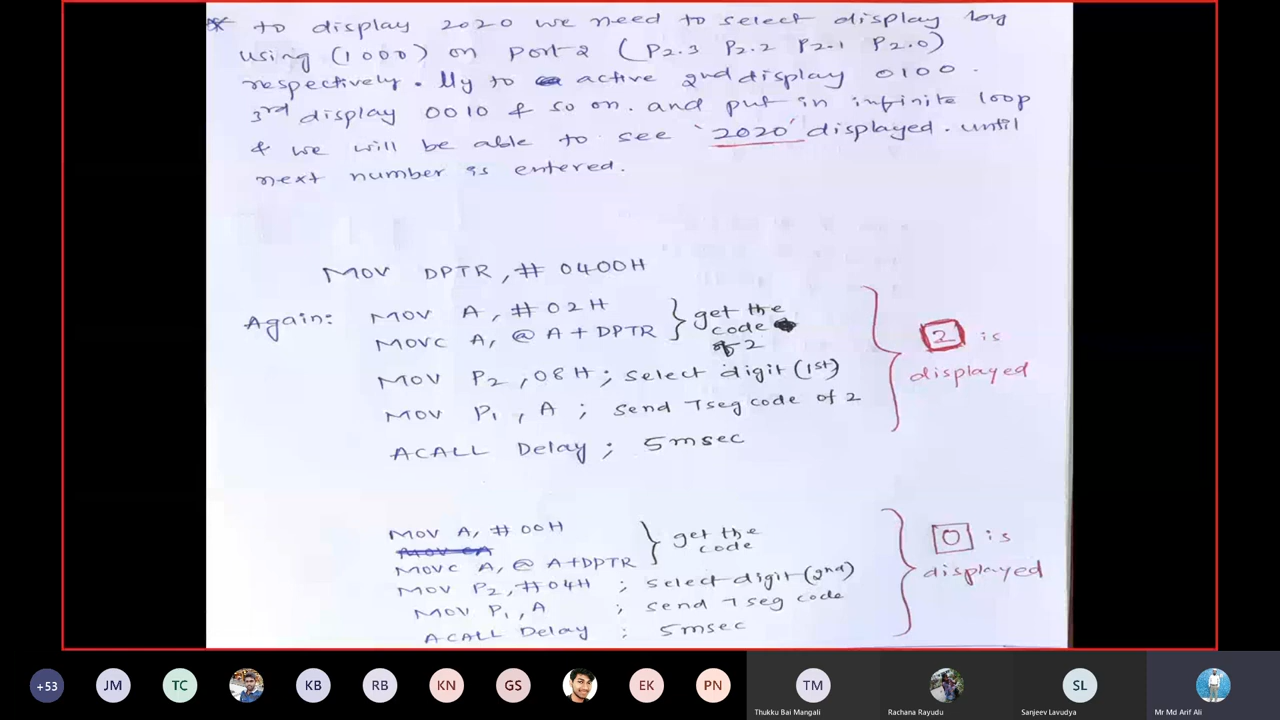 * to display 2020 we need to select display by
using (1000) on port 2 (P2.3 P2.2 P2.1 P2.0)
respectively. lly to active 2nd display 0100.
3rd display 0010 & so on. and put in infinite loop
& we will be able to see '2020' displayed. until
next number is entered.
MOV DPTR, # 0400H
Again: MOV A, # 02H
MOVC A, @ A + DPTR } get the code of 2
MOV P2, 08H ; select digit (1st)
MOV P1, A ; send 7seg code of 2
ACALL Delay ; 5msec
2 is
displayed
MOV A, # 00H
MOVC A, @ A+DPTR } get the code
MOV P2, #04H ; select digit (2nd)
MOV P1, A ; send 7 seg code
ACALL Delay ; 5msec
0 is
displayed
+53 JM TC KB RB KN GS EK PN TM SL
Thukku Bai Mangali Rachana Rayudu Sanjeev Lavudya Mr Md Arif Ali